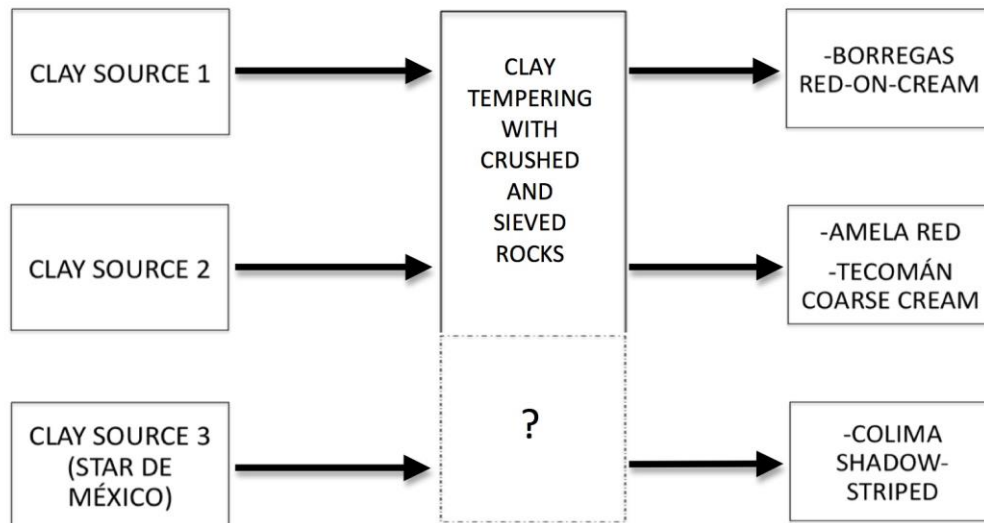 CLAY SOURCE 1
CLAY
TEMPERING
WITH
CRUSHED
AND
SIEVED
ROCKS
-BORREGAS
RED-ON-CREAM
CLAY SOURCE 2
-AMELA RED
-TECOMÁN
COARSE CREAM
CLAY SOURCE 3
(STAR DE
MÉXICO)
?
-COLIMA
SHADOW-
STRIPED